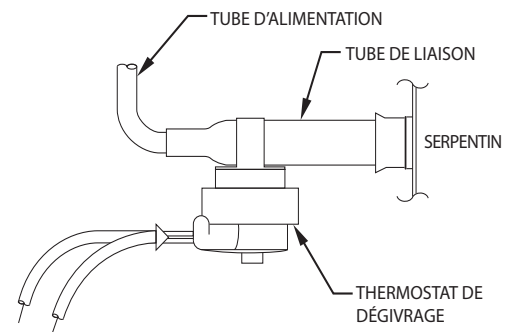 TUBE D'ALIMENTATION
TUBE DE LIAISON
SERPENTIN
THERMOSTAT DE
DÉGIVRAGE